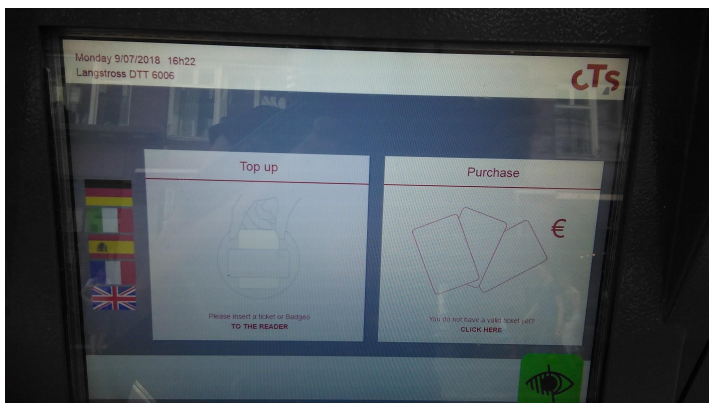 Monday 9/07/2018 16h22
Langstross DTT 6006
cTs
Top up
Purchase
€
Please insert a ticket or Badgeo
TO THE READER
You do not have a valid ticket yet?
CLICK HERE